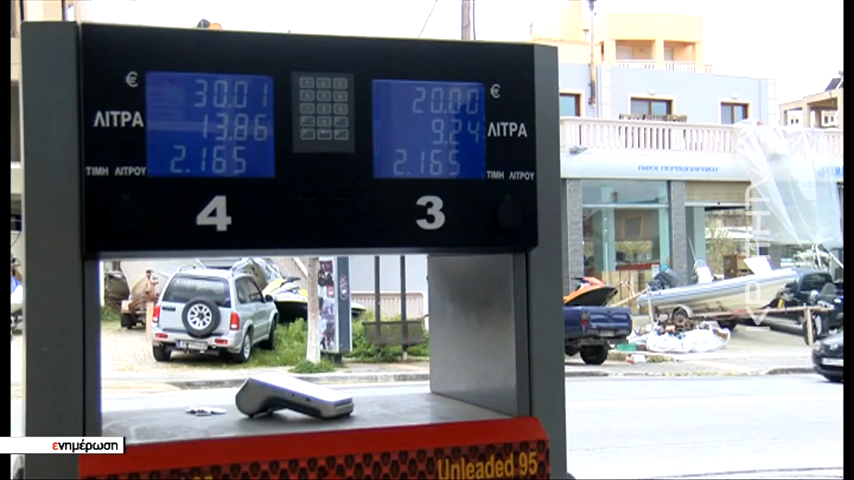 € 30.01
ΛΙΤΡΑ 13.86
ΤΙΜΗ ΛΙΤΡΟΥ 2.165
4
20.00 €
9.24 ΛΙΤΡΑ
2.165 ΤΙΜΗ ΛΙΤΡΟΥ
3
ενημέρωση
Unleaded 95